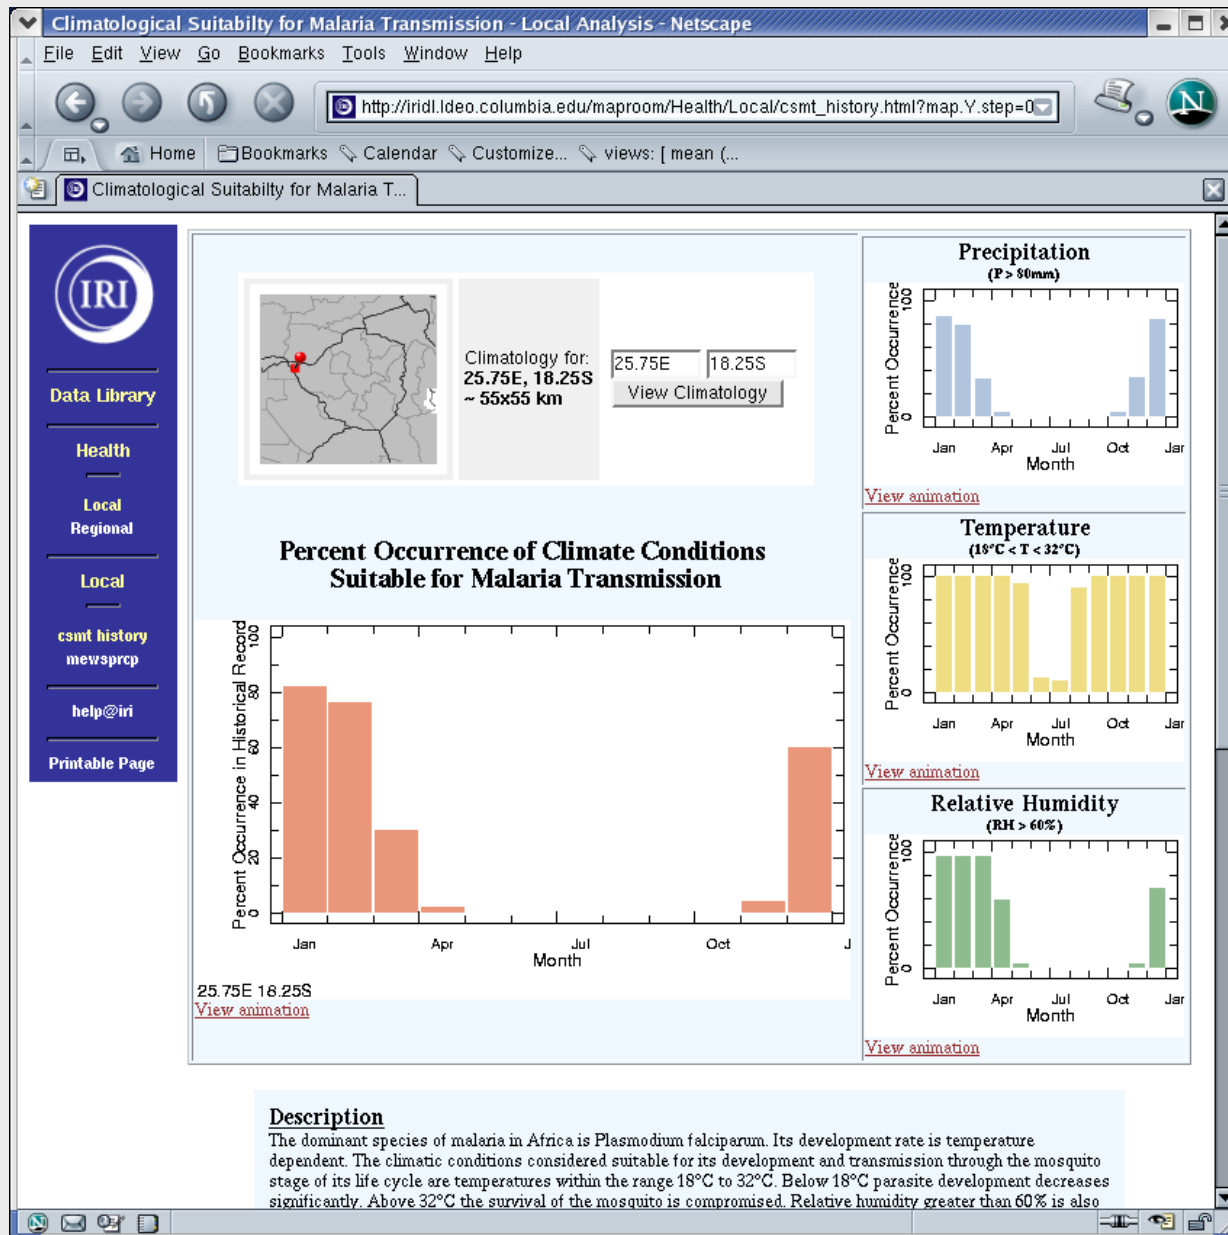 Climatological Suitabilty for Malaria Transmission - Local Analysis - Netscape
File Edit View Go Bookmarks Tools Window Help
http://iridl.ldeo.columbia.edu/maproom/Health/Local/csmt_history.html?map.Y.step=0
N
Home Bookmarks Calendar Customize... views: [ mean (...
Climatological Suitabilty for Malaria T...
IRI
Data Library
Health
Local
Regional
Local
csmt history
mewsprcp
help@iri
Printable Page
Climatology for:
25.75E, 18.25S
~ 55x55 km
25.75E 18.25S
View Climatology
Percent Occurrence of Climate Conditions
Suitable for Malaria Transmission
Percent Occurrence in Historical Record
100
80
60
40
20
0
Jan Apr Jul Oct J
Month
25.75E 18.25S
View animation
Precipitation
(P > 80mm)
Percent Occurrence
100
0
Jan Apr Jul Oct Jan
Month
View animation
Temperature
(18°C < T < 32°C)
Percent Occurrence
100
0
Jan Apr Jul Oct Jan
Month
View animation
Relative Humidity
(RH > 60%)
Percent Occurrence
100
0
Jan Apr Jul Oct Jan
Month
View animation
Description
The dominant species of malaria in Africa is Plasmodium falciparum. Its development rate is temperature
dependent. The climatic conditions considered suitable for its development and transmission through the mosquito
stage of its life cycle are temperatures within the range 18°C to 32°C. Below 18°C parasite development decreases
significantly. Above 32°C the survival of the mosquito is compromised. Relative humidity greater than 60% is also